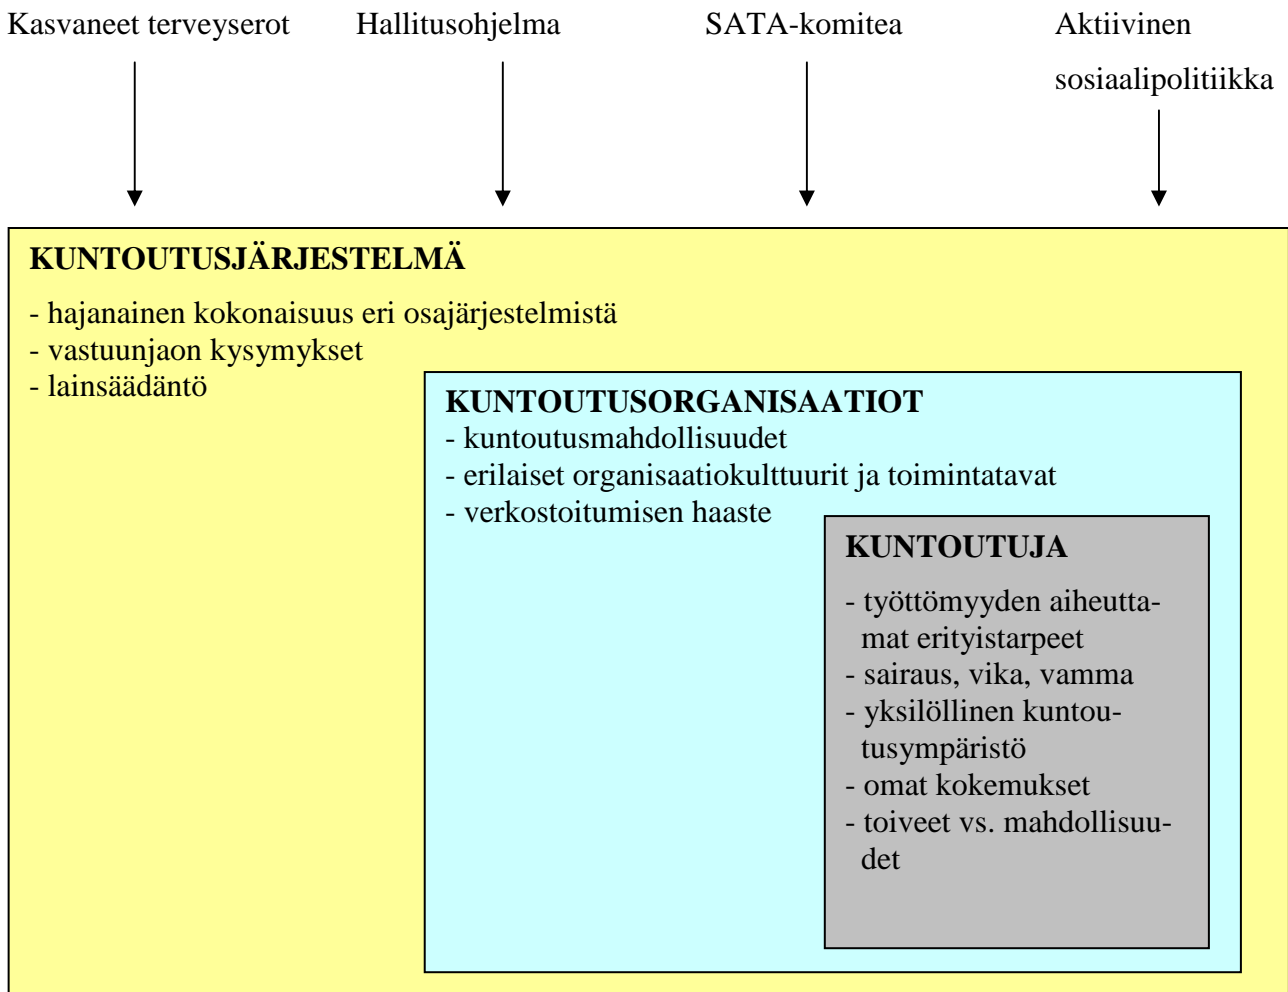 Kasvaneet terveyserot Hallitusohjelma SATA-komitea Aktiivinen
sosiaalipolitiikka
KUNTOUTUSJÄRJESTELMÄ
- hajanainen kokonaisuus eri osajärjestelmistä
- vastuunjaon kysymykset
- lainsäädäntö
KUNTOUTUSORGANISAATIOT
- kuntoutusmahdollisuudet
- erilaiset organisaatiokulttuurit ja toimintatavat
- verkostoitumisen haaste
KUNTOUTUJA
- työttömyyden aiheutta-
mat erityistarpeet
- sairaus, vika, vamma
- yksilöllinen kuntou-
tusympäristö
- omat kokemukset
- toiveet vs. mahdollisuu-
det